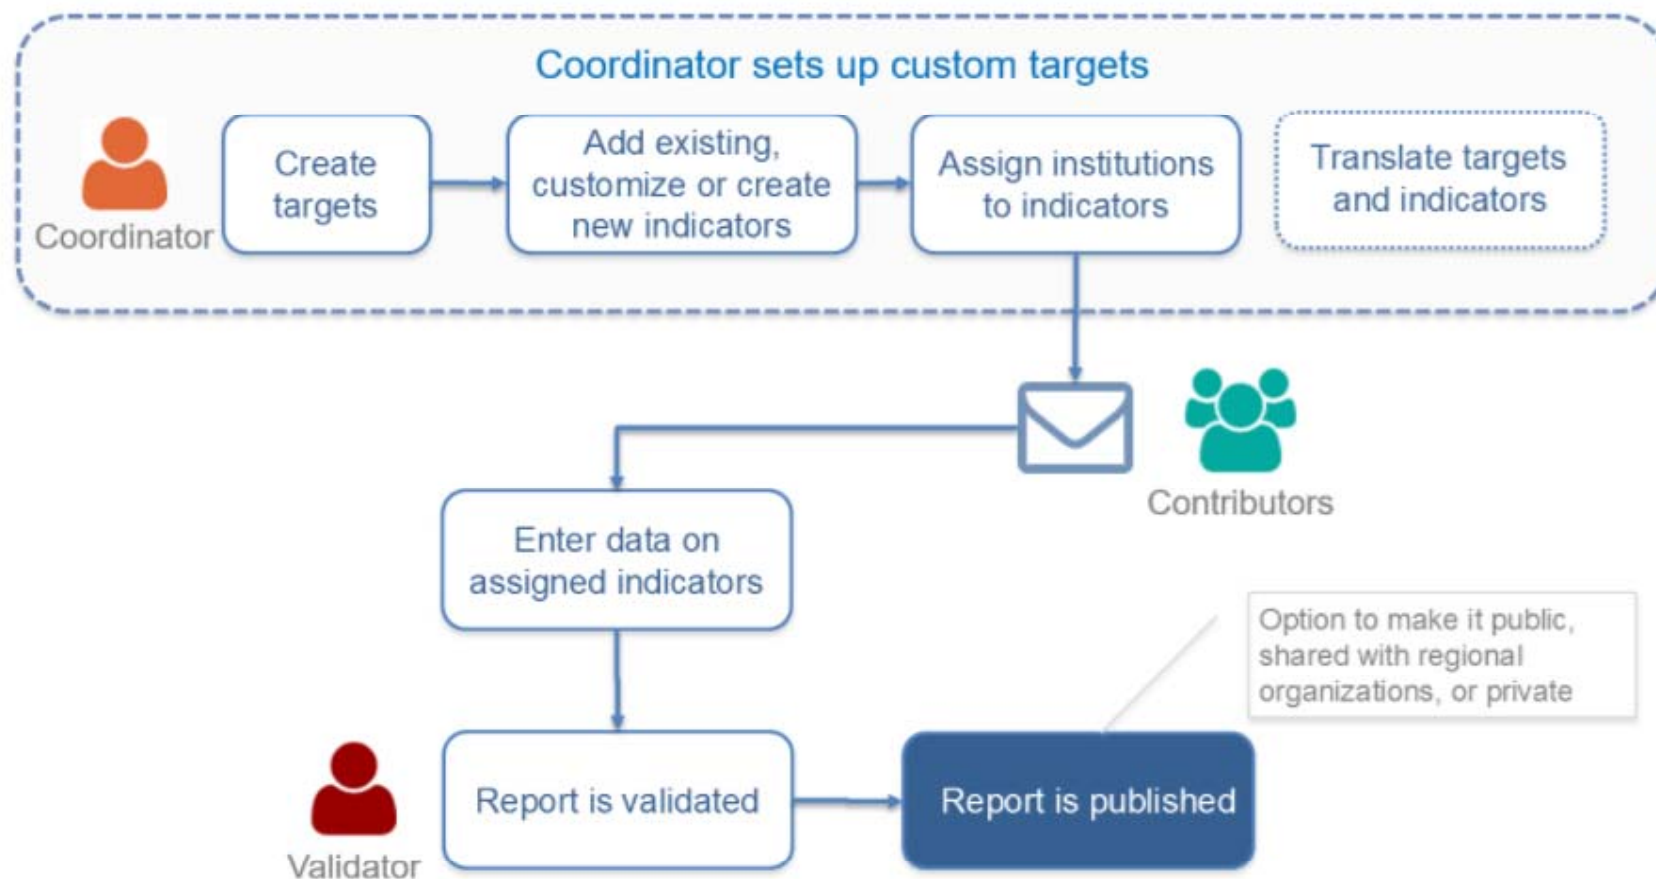 Coordinator sets up custom targets
Coordinator
Create
targets
Add existing,
customize or create
new indicators
Assign institutions
to indicators
Translate targets
and indicators
Contributors
Enter data on
assigned indicators
Option to make it public,
shared with regional
organizations, or private
Validator
Report is validated
Report is published